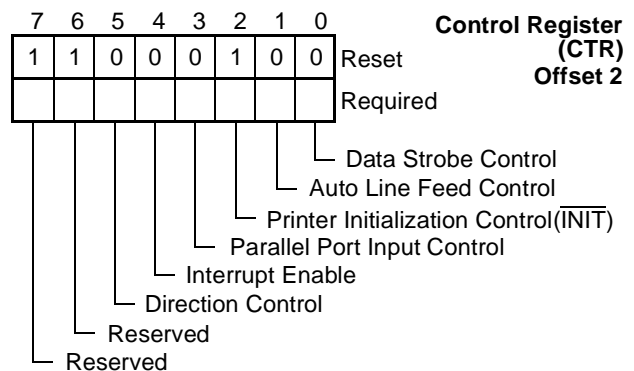 7 6 5 4 3 2 1 0
Control Register
(CTR)
Offset 2
1 1 0 0 0 1 0 0 Reset
Required
Data Strobe Control
Auto Line Feed Control
Printer Initialization Control(INIT)
Parallel Port Input Control
Interrupt Enable
Direction Control
Reserved
Reserved